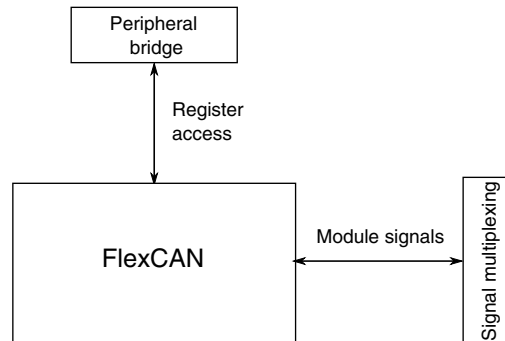 Peripheral
bridge
Register
access
FlexCAN
Module signals
Signal multiplexing